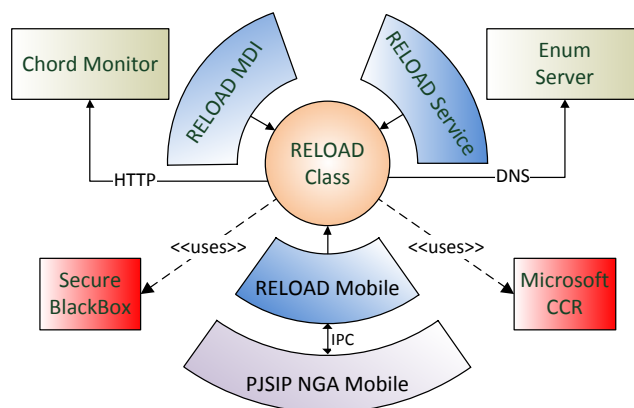 Chord Monitor
RELOAD MDI
RELOAD Service
Enum
Server
RELOAD
Class
HTTP
DNS
<<uses>>
<<uses>>
Secure
BlackBox
RELOAD Mobile
Microsoft
CCR
IPC
PJSIP NGA Mobile